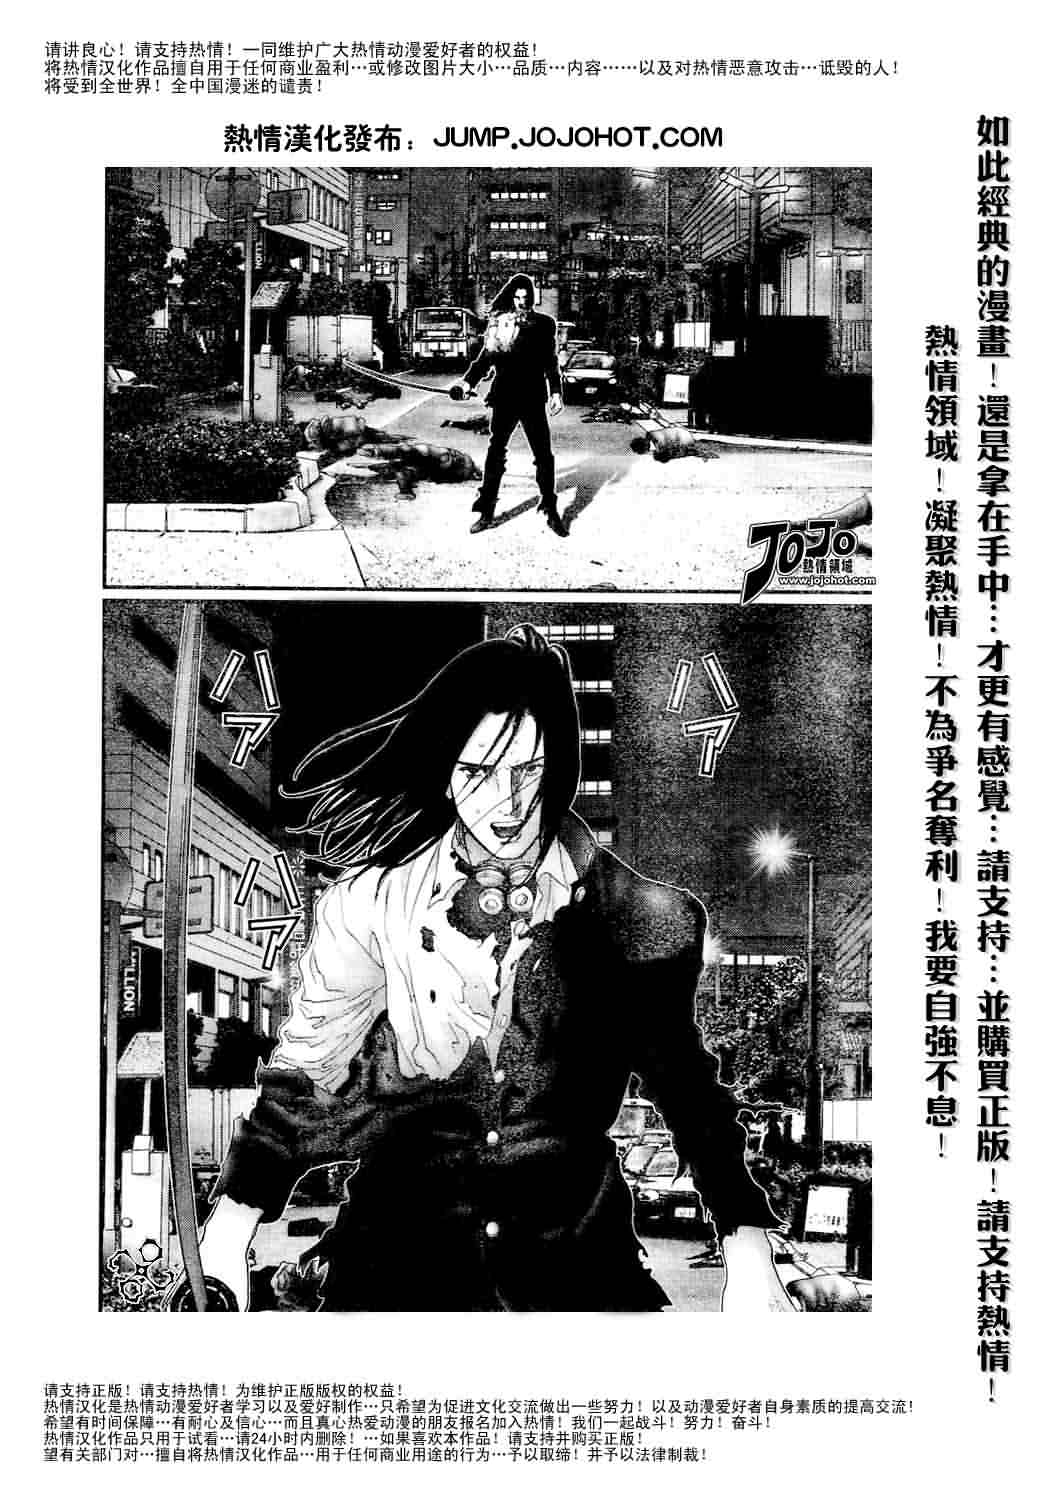 请讲良心！请支持热情！一同维护广大热情动漫爱好者的权益！
将热情汉化作品擅自用于任何商业盈利…或修改图片大小…品质…内容……以及对热情恶意攻击…诋毁的人！
将受到全世界！全中国漫迷的谴责！
熱情漢化發布：JUMP.JOJOHOT.COM
如此經典的漫畫！還是拿在手中…才更有感覺…請支持…並購買正版！請支持熱情！
熱情領域！凝聚熱情！不為爭名奪利！我要自強不息！
JOJO
熱情領域
www.jojohot.com
ハァ
ハァ
ハァ
MILLION
请支持正版！请支持热情！为维护正版版权的权益！
热情汉化是热情动漫爱好者学习以及爱好制作…只希望为促进文化交流做出一些努力！以及动漫爱好者自身素质的提高交流！
希望有时间保障…有耐心及信心…而且真心热爱动漫的朋友报名加入热情！我们一起战斗！努力！奋斗！
热情汉化作品只用于试看…请24小时内删除！…如果喜欢本作品！请支持并购买正版！
望有关部门对…擅自将热情汉化作品…用于任何商业用途的行为…予以取缔！并予以法律制裁！